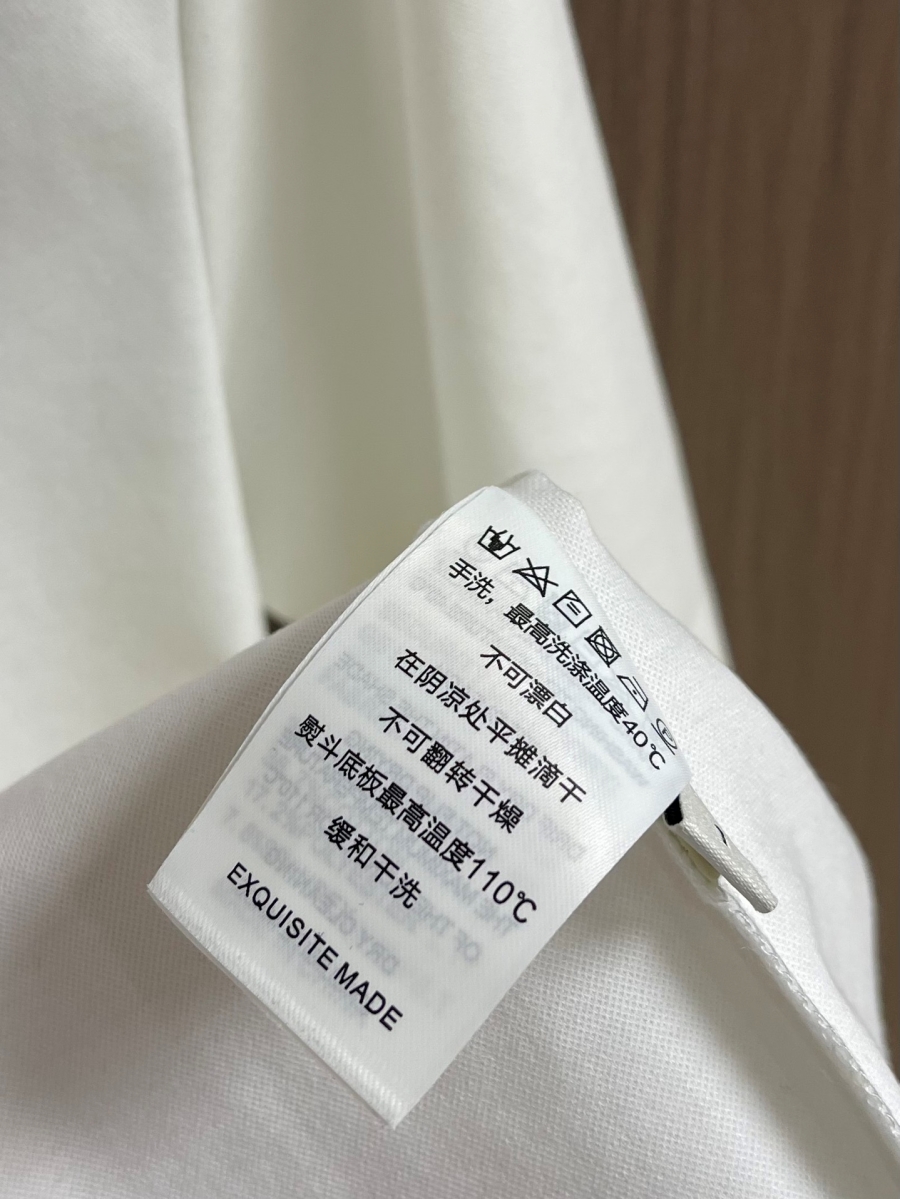 手洗，最高洗涤温度40℃
不可漂白
在阴凉处平摊滴干
不可翻转干燥
熨斗底板最高温度110℃
缓和干洗
EXQUISITE MADE